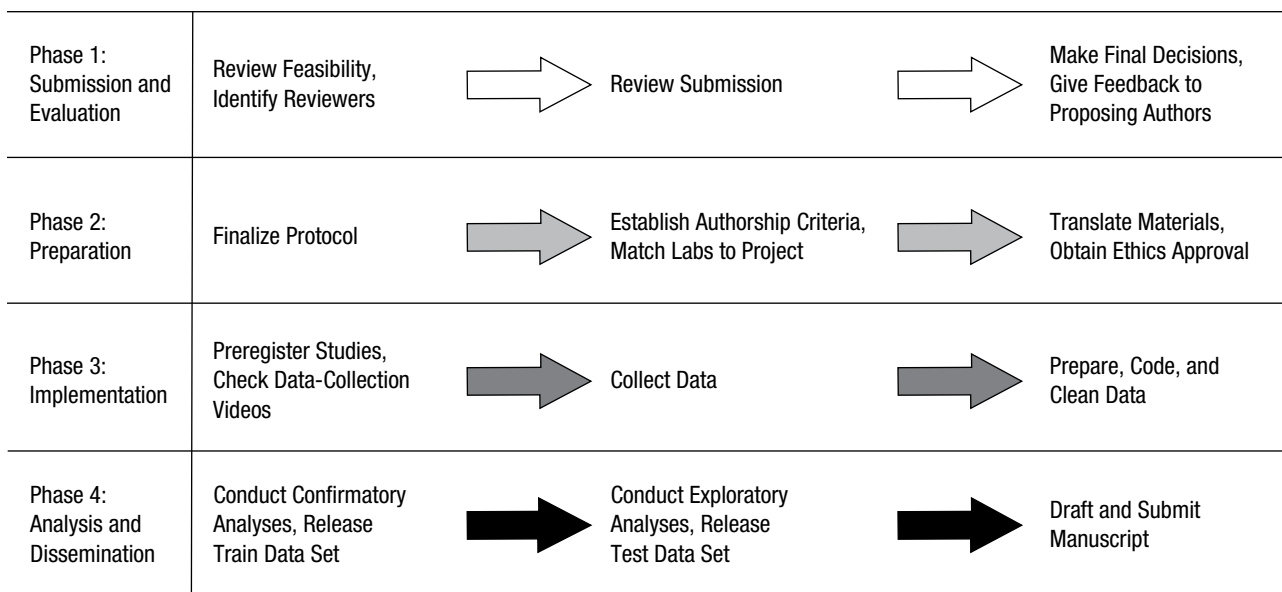 Phase 1:
Submission and
Evaluation
Review Feasibility,
Identify Reviewers
Review Submission
Make Final Decisions,
Give Feedback to
Proposing Authors
Phase 2:
Preparation
Finalize Protocol
Establish Authorship Criteria,
Match Labs to Project
Translate Materials,
Obtain Ethics Approval
Phase 3:
Implementation
Preregister Studies,
Check Data-Collection
Videos
Collect Data
Prepare, Code, and
Clean Data
Phase 4:
Analysis and
Dissemination
Conduct Confirmatory
Analyses, Release
Train Data Set
Conduct Exploratory
Analyses, Release
Test Data Set
Draft and Submit
Manuscript